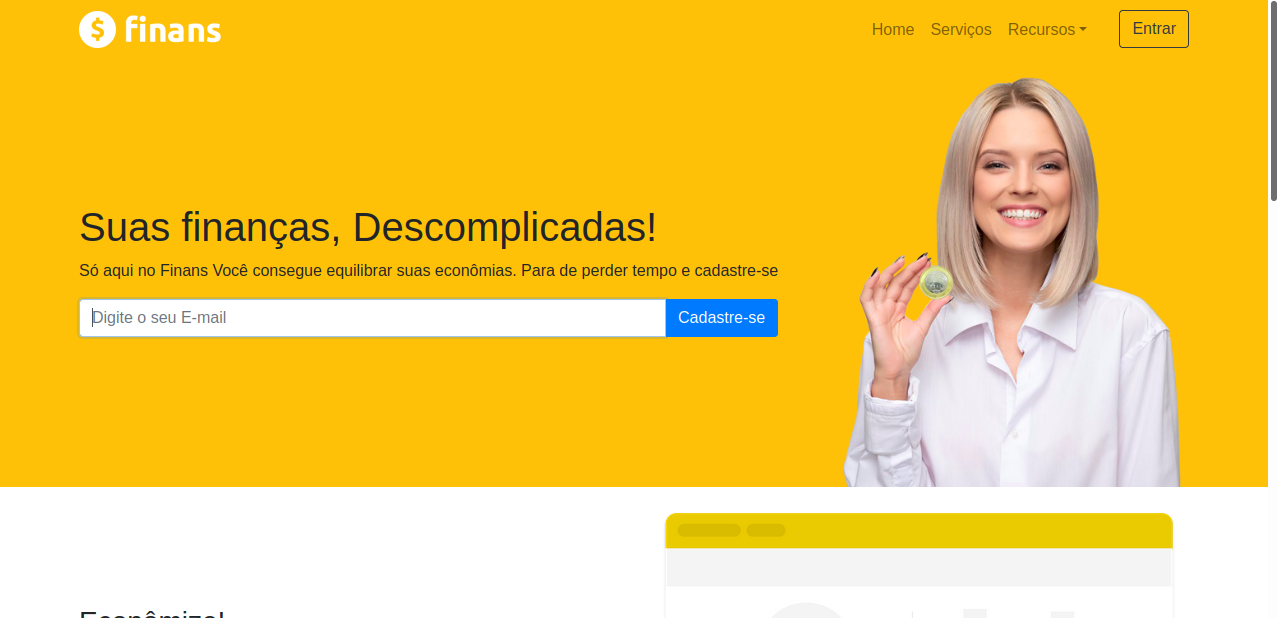 $ finans
Home Serviços Recursos Entrar
Suas finanças, Descomplicadas!
Só aqui no Finans Você consegue equilibrar suas econômias. Para de perder tempo e cadastre-se
Digite o seu E-mail Cadastre-se
Econômize!